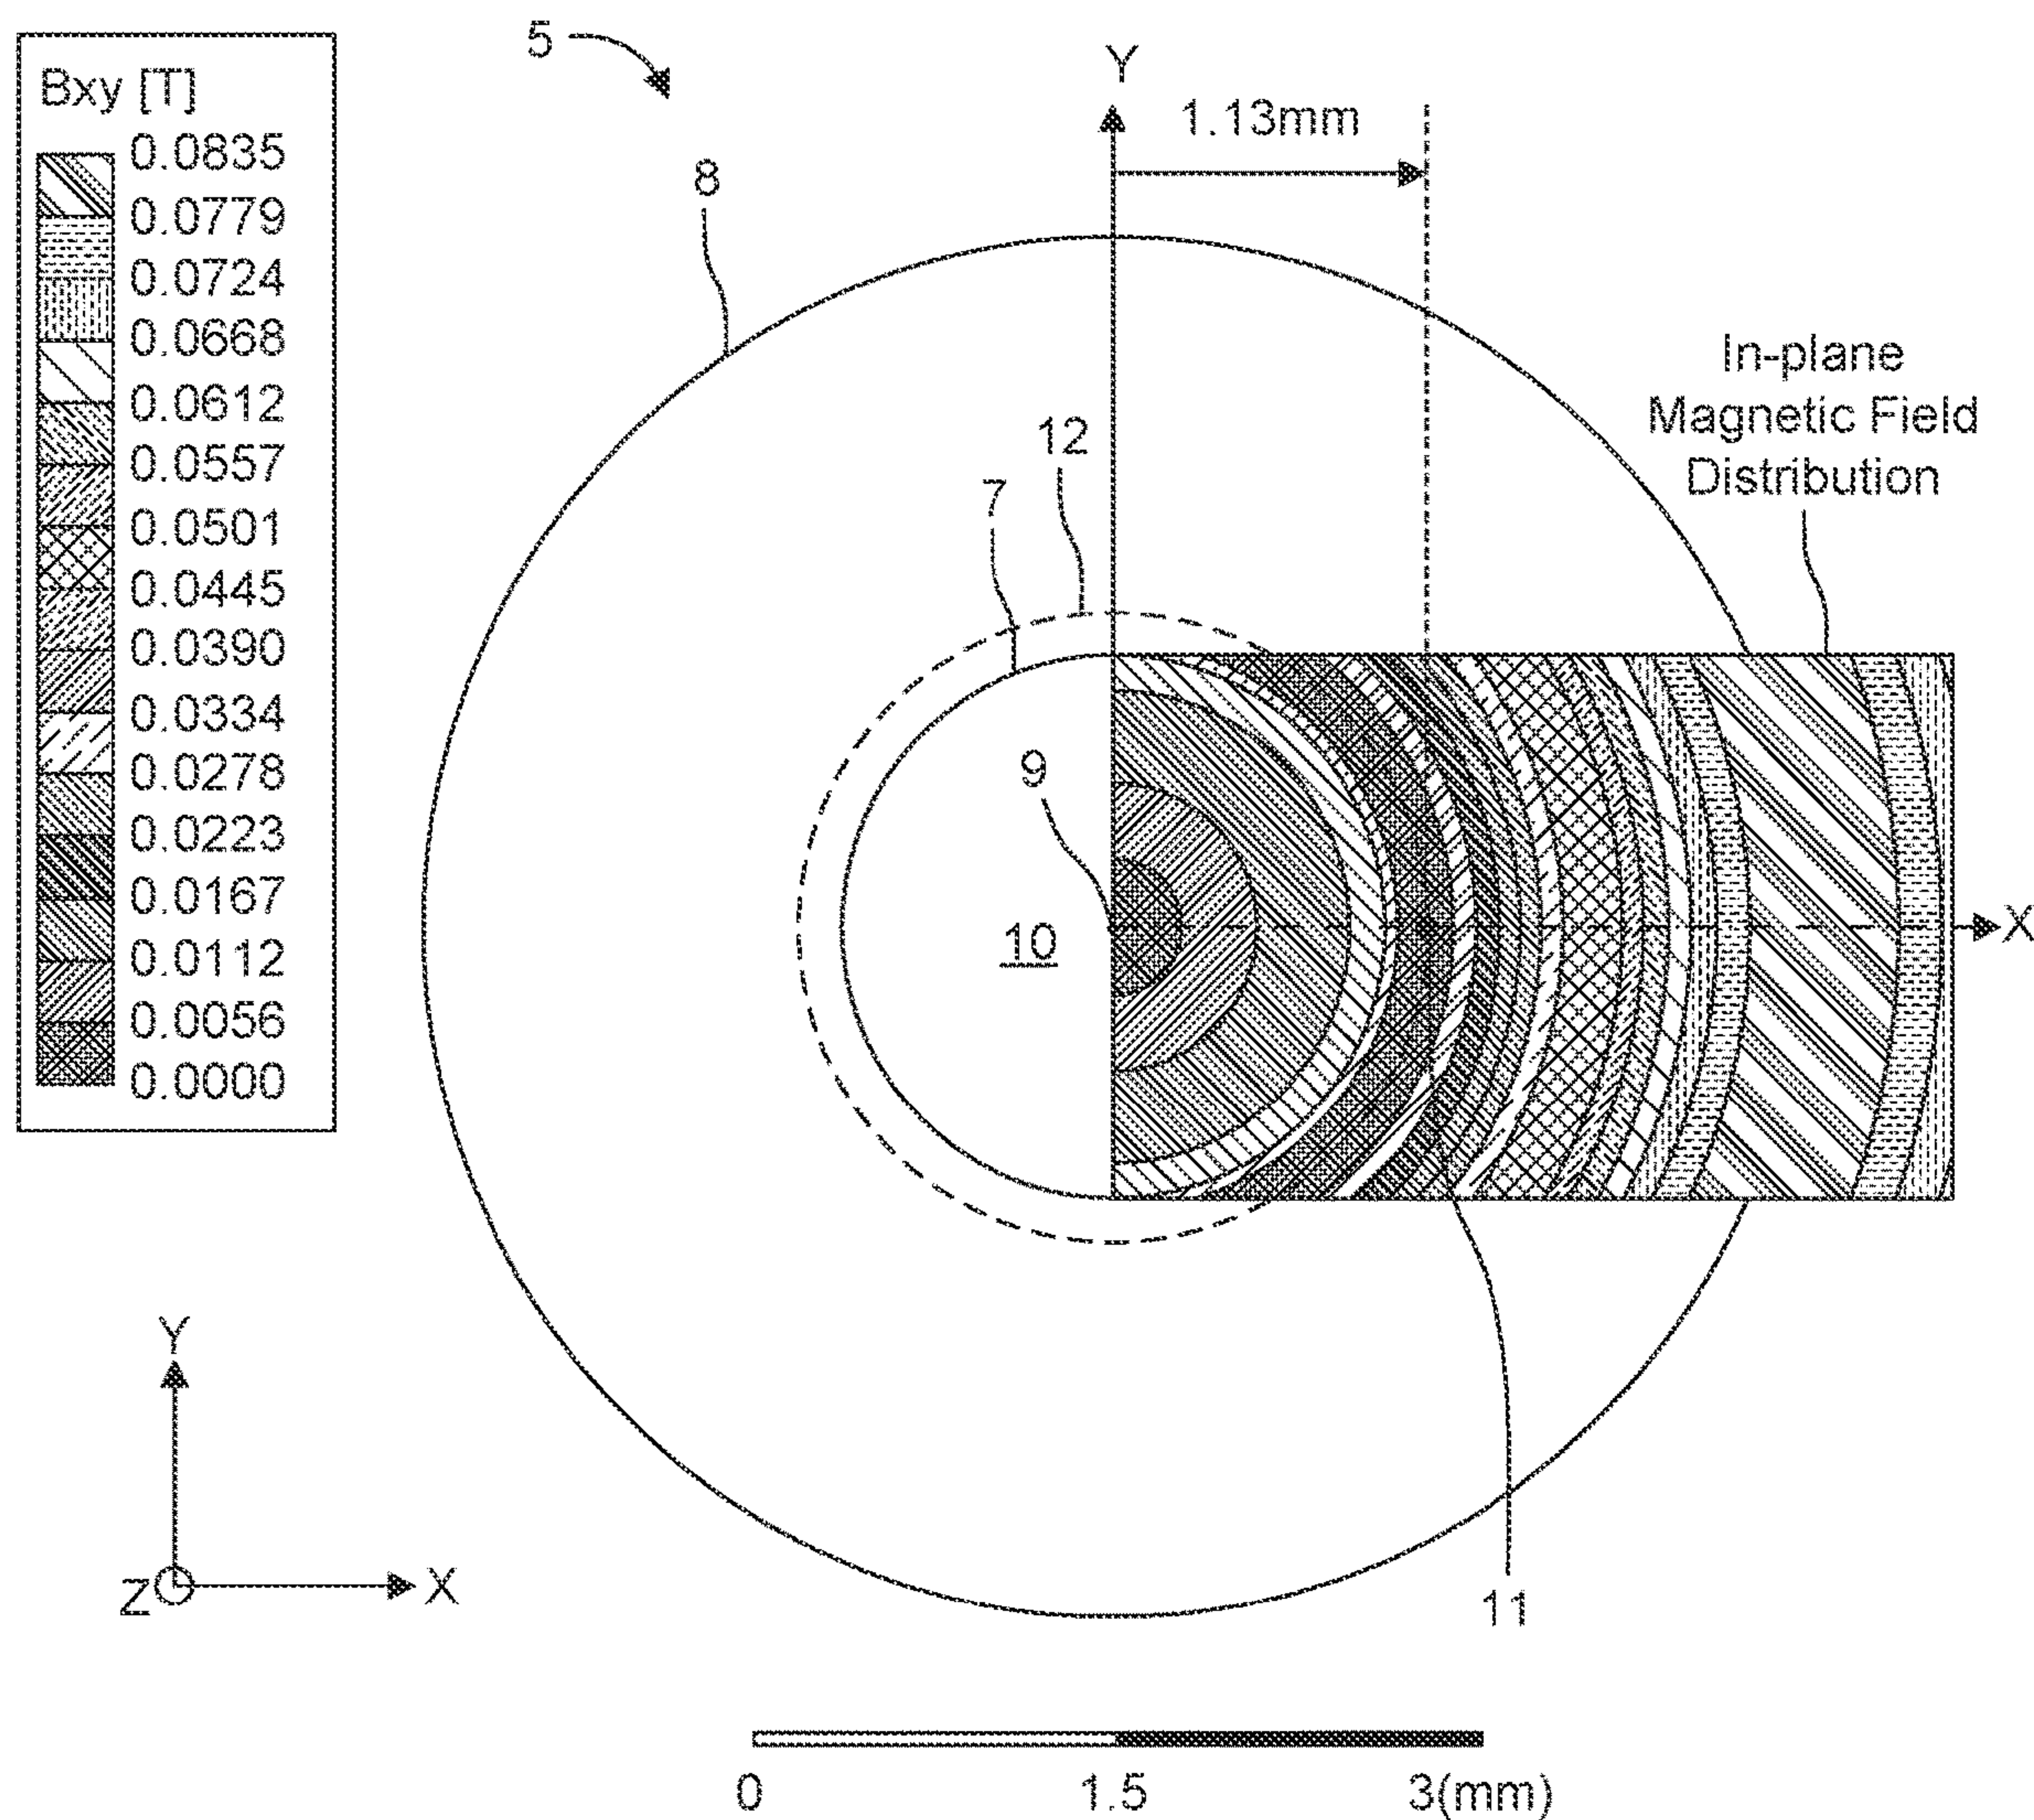 5
Y
Bxy [T]
0.0835
0.0779
0.0724
0.0668
0.0612
0.0557
0.0501
0.0445
0.0390
0.0334
0.0278
0.0223
0.0167
0.0112
0.0056
0.0000
1.13mm
8
In-plane
Magnetic Field
Distribution
12
7
9
10
X
Y
Z
X
11
0
1.5
3(mm)